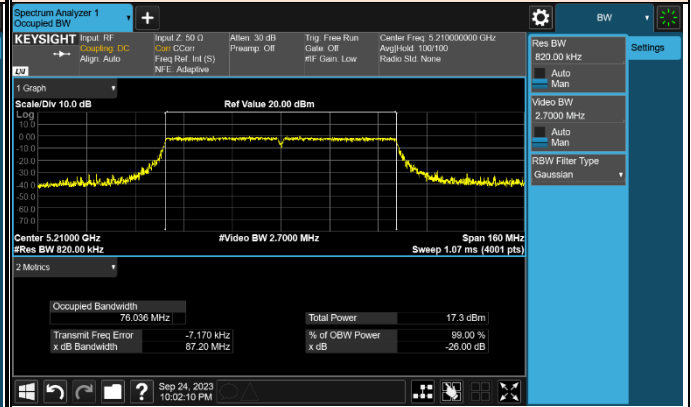 Spectrum Analyzer 1
Occupied BW
+
BW
KEYSIGHT
Input: RF
Coupling: DC
Align: Auto
Input Z: 50 Ω
Corr CCorr
Freq Ref: Int (S)
NFE: Adaptive
Atten: 30 dB
Preamp: Off
Trig: Free Run
Gate: Off
#IF Gain: Low
Center Freq: 5.210000000 GHz
Avg|Hold: 100/100
Radio Std: None
LXI
1 Graph
Scale/Div 10.0 dB
Ref Value 20.00 dBm
Log
10.0
0.00
-10.0
-20.0
-30.0
-40.0
-50.0
-60.0
-70.0
Center 5.21000 GHz
#Video BW 2.7000 MHz
Span 160 MHz
#Res BW 820.00 kHz
Sweep 1.07 ms (4001 pts)
2 Metrics
Occupied Bandwidth
76.036 MHz
Total Power 17.3 dBm
Transmit Freq Error -7.170 kHz
% of OBW Power 99.00 %
x dB Bandwidth 87.20 MHz
x dB -26.00 dB
?
Sep 24, 2023
10:02:10 PM
Res BW
820.00 kHz
Auto
Man
Video BW
2.7000 MHz
Auto
Man
RBW Filter Type
Gaussian
Settings